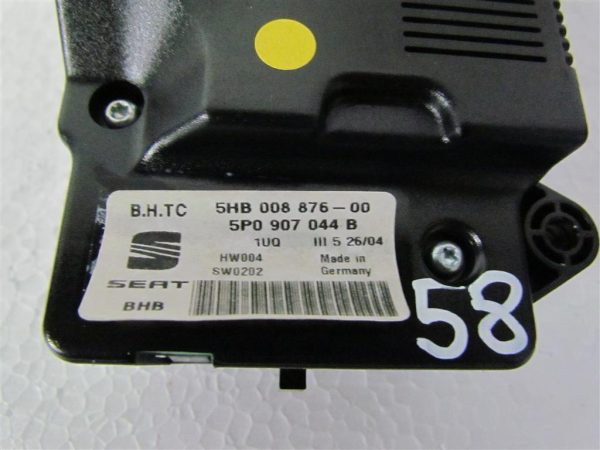 B.H.TC 5HB 008 876-00
5P0 907 044 B
1UQ III 5 26/04
HW004 Made in
SW0202 Germany
SEAT
BHB
58